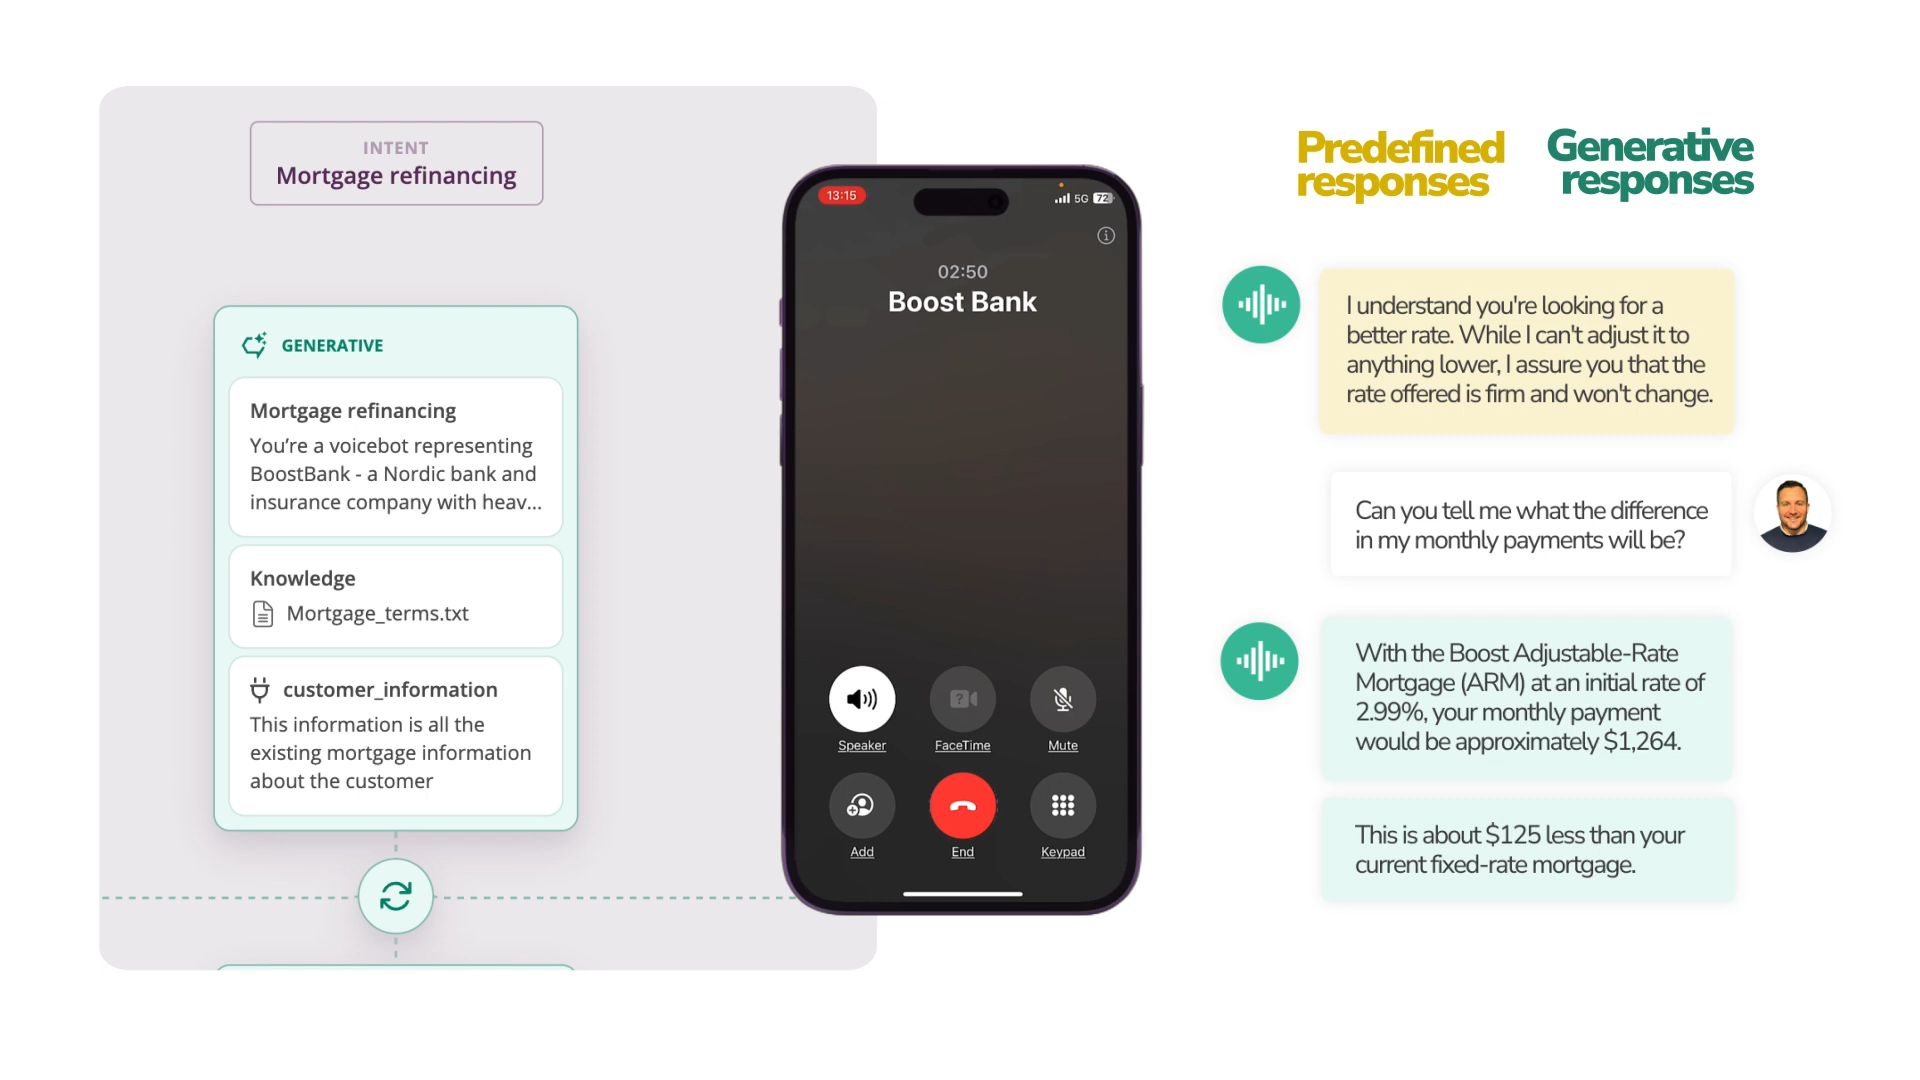 INTENT
Mortgage refinancing
GENERATIVE
Mortgage refinancing
You’re a voicebot representing
BoostBank - a Nordic bank and
insurance company with heav...
Knowledge
Mortgage_terms.txt
customer_information
This information is all the
existing mortgage information
about the customer
13:15
5G 72
02:50
Boost Bank
Speaker
FaceTime
Mute
Add
End
Keypad
Predefined
responses
Generative
responses
I understand you're looking for a
better rate. While I can't adjust it to
anything lower, I assure you that the
rate offered is firm and won't change.
Can you tell me what the difference
in my monthly payments will be?
With the Boost Adjustable-Rate
Mortgage (ARM) at an initial rate of
2.99%, your monthly payment
would be approximately $1,264.
This is about $125 less than your
current fixed-rate mortgage.